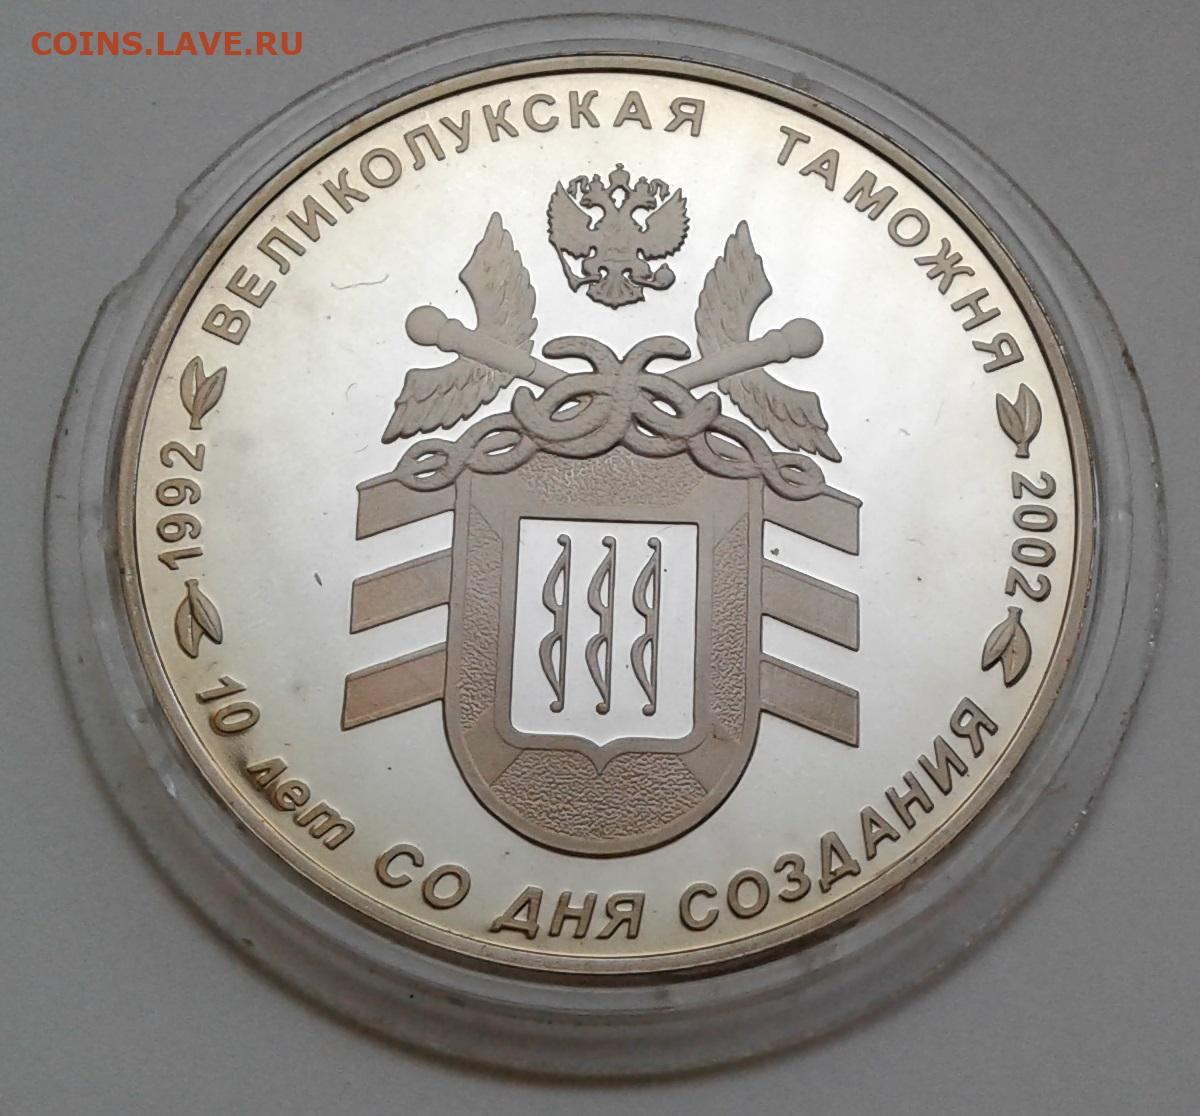 COINS.LAVE.RU
ВЕЛИКОЛУКСКАЯ ТАМОЖНЯ
1992
2002
10 лет СО ДНЯ СОЗДАНИЯ